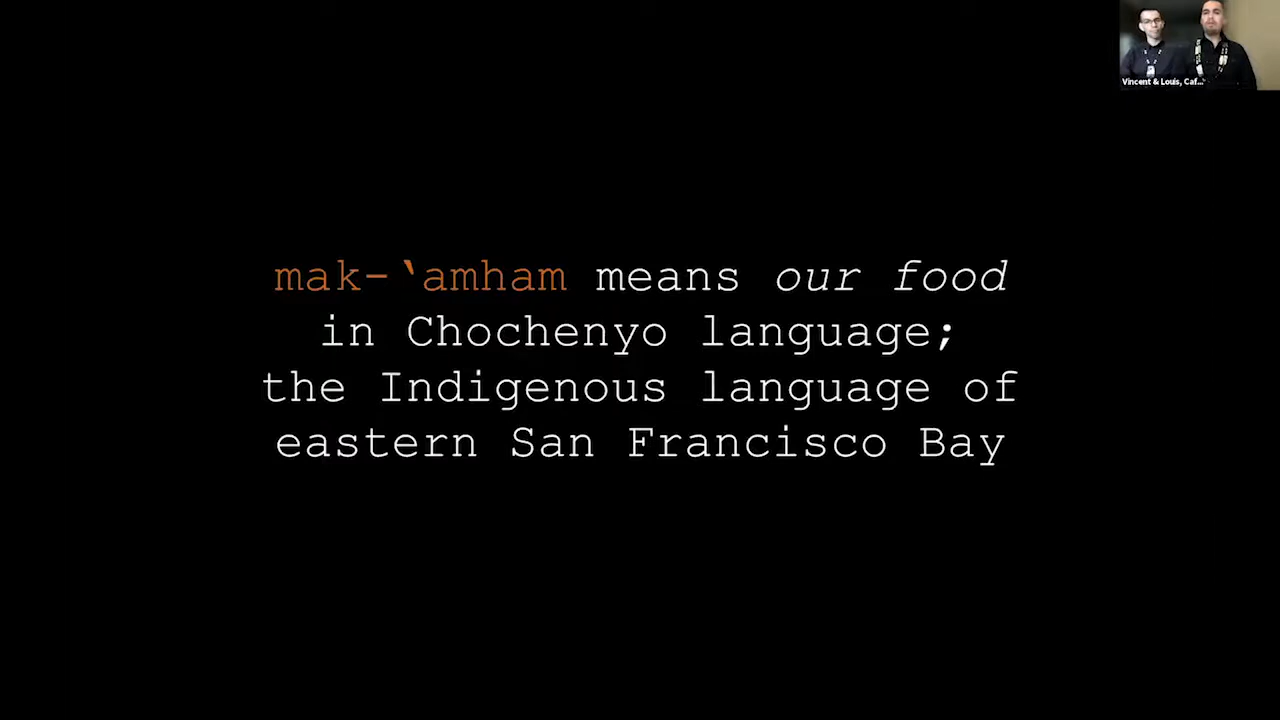 Vincent & Louis, Caf...
mak-‘amham means our food
in Chochenyo language;
the Indigenous language of
eastern San Francisco Bay